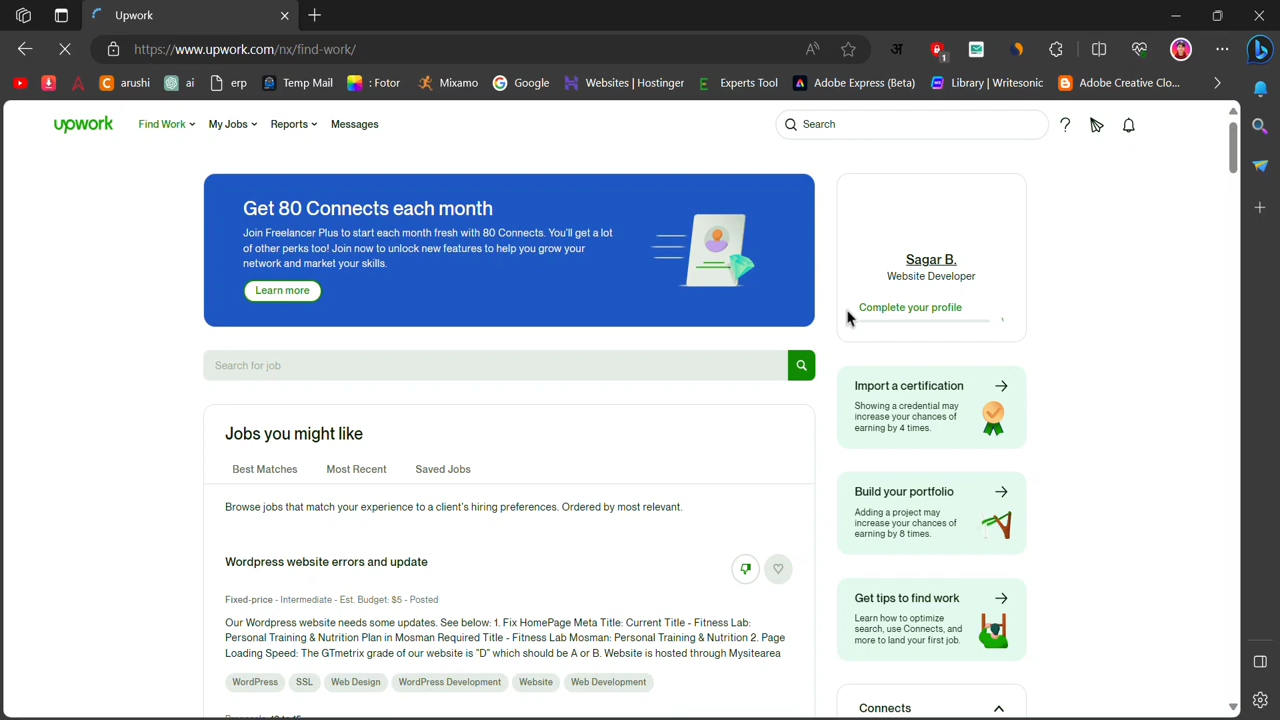 Upwork
https://www.upwork.com/nx/find-work/
अ
1
arushi
ai
erp
Temp Mail
: Fotor
Mixamo
Google
Websites | Hostinger
Experts Tool
Adobe Express (Beta)
Library | Writesonic
Adobe Creative Clo...
upwork
Find Work
My Jobs
Reports
Messages
Search
Get 80 Connects each month
Join Freelancer Plus to start each month fresh with 80 Connects. You'll get a lot
of other perks too! Join now to unlock new features to help you grow your
network and market your skills.
Learn more
Sagar B.
Website Developer
Complete your profile
Search for job
Import a certification
Showing a credential may
increase your chances of
earning by 4 times.
Jobs you might like
Best Matches
Most Recent
Saved Jobs
Browse jobs that match your experience to a client's hiring preferences. Ordered by most relevant.
Build your portfolio
Adding a project may
increase your chances of
earning by 8 times.
Wordpress website errors and update
Fixed-price - Intermediate - Est. Budget: $5 - Posted
Our Wordpress website needs some updates. See below: 1. Fix HomePage Meta Title: Current Title - Fitness Lab:
Personal Training & Nutrition Plan in Mosman Required Title - Fitness Lab Mosman: Personal Training & Nutrition 2. Page
Loading Speed: The GTmetrix grade of our website is "D" which should be A or B. Website is hosted through Mysitearea
WordPress
SSL
Web Design
WordPress Development
Website
Web Development
Get tips to find work
Learn how to optimize
search, use Connects, and
more to land your first job.
Connects